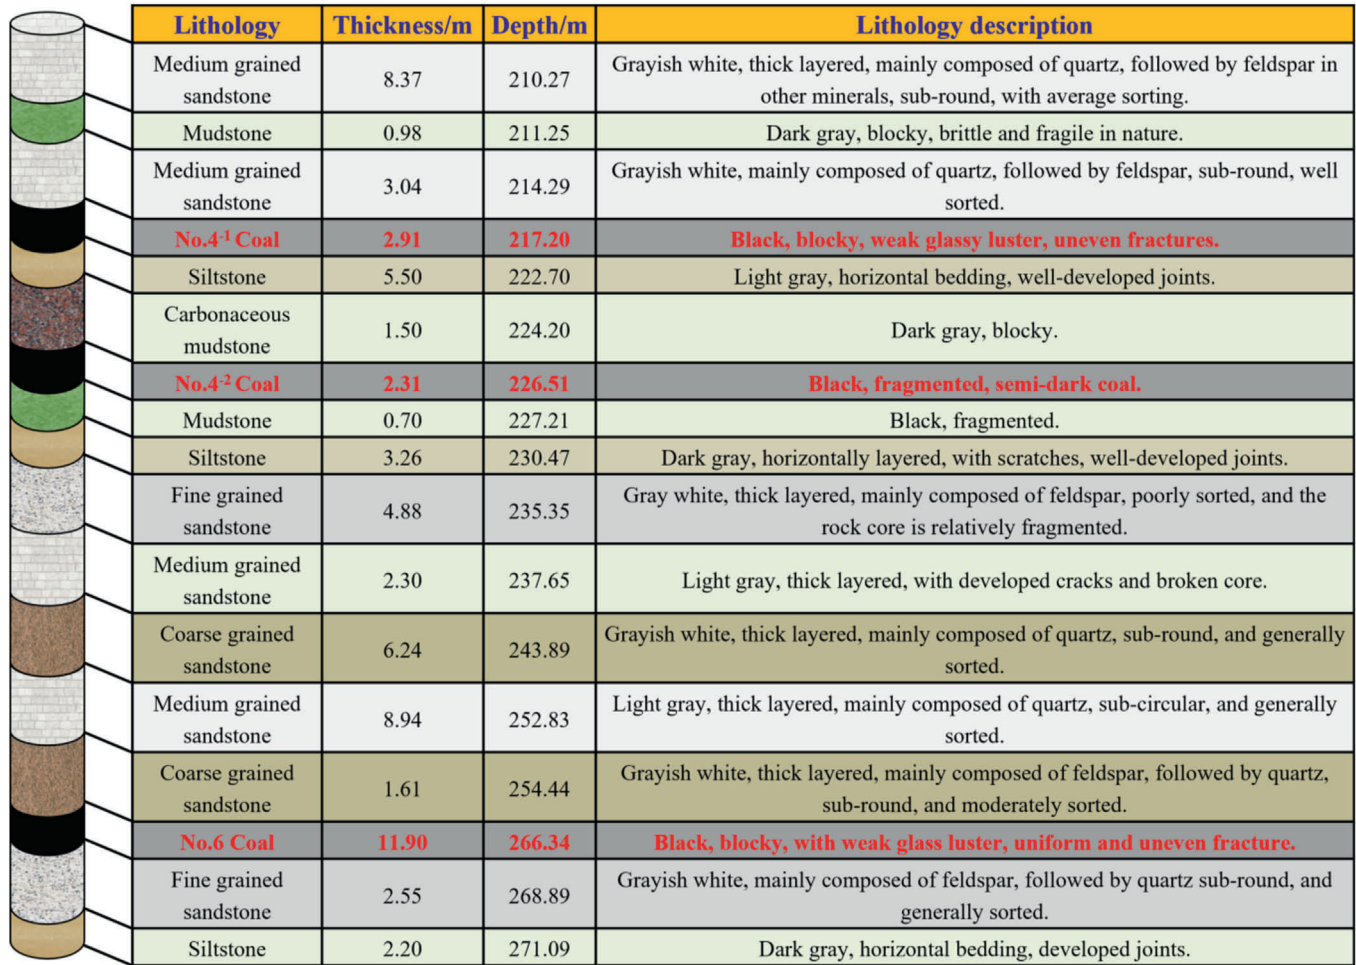 Lithology Thickness/m Depth/m Lithology description
Medium grained
sandstone
8.37 210.27
Grayish white, thick layered, mainly composed of quartz, followed by feldspar in
other minerals, sub-round, with average sorting.
Mudstone 0.98 211.25 Dark gray, blocky, brittle and fragile in nature.
Medium grained
sandstone
3.04 214.29
Grayish white, mainly composed of quartz, followed by feldspar, sub-round, well
sorted.
No.4⁻¹ Coal 2.91 217.20 Black, blocky, weak glassy luster, uneven fractures.
Siltstone 5.50 222.70 Light gray, horizontal bedding, well-developed joints.
Carbonaceous
mudstone
1.50 224.20 Dark gray, blocky.
No.4⁻² Coal 2.31 226.51 Black, fragmented, semi-dark coal.
Mudstone 0.70 227.21 Black, fragmented.
Siltstone 3.26 230.47 Dark gray, horizontally layered, with scratches, well-developed joints.
Fine grained
sandstone
4.88 235.35
Gray white, thick layered, mainly composed of feldspar, poorly sorted, and the
rock core is relatively fragmented.
Medium grained
sandstone
2.30 237.65 Light gray, thick layered, with developed cracks and broken core.
Coarse grained
sandstone
6.24 243.89
Grayish white, thick layered, mainly composed of quartz, sub-round, and generally
sorted.
Medium grained
sandstone
8.94 252.83
Light gray, thick layered, mainly composed of quartz, sub-circular, and generally
sorted.
Coarse grained
sandstone
1.61 254.44
Grayish white, thick layered, mainly composed of feldspar, followed by quartz,
sub-round, and moderately sorted.
No.6 Coal 11.90 266.34 Black, blocky, with weak glass luster, uniform and uneven fracture.
Fine grained
sandstone
2.55 268.89
Grayish white, mainly composed of feldspar, followed by quartz sub-round, and
generally sorted.
Siltstone 2.20 271.09 Dark gray, horizontal bedding, developed joints.